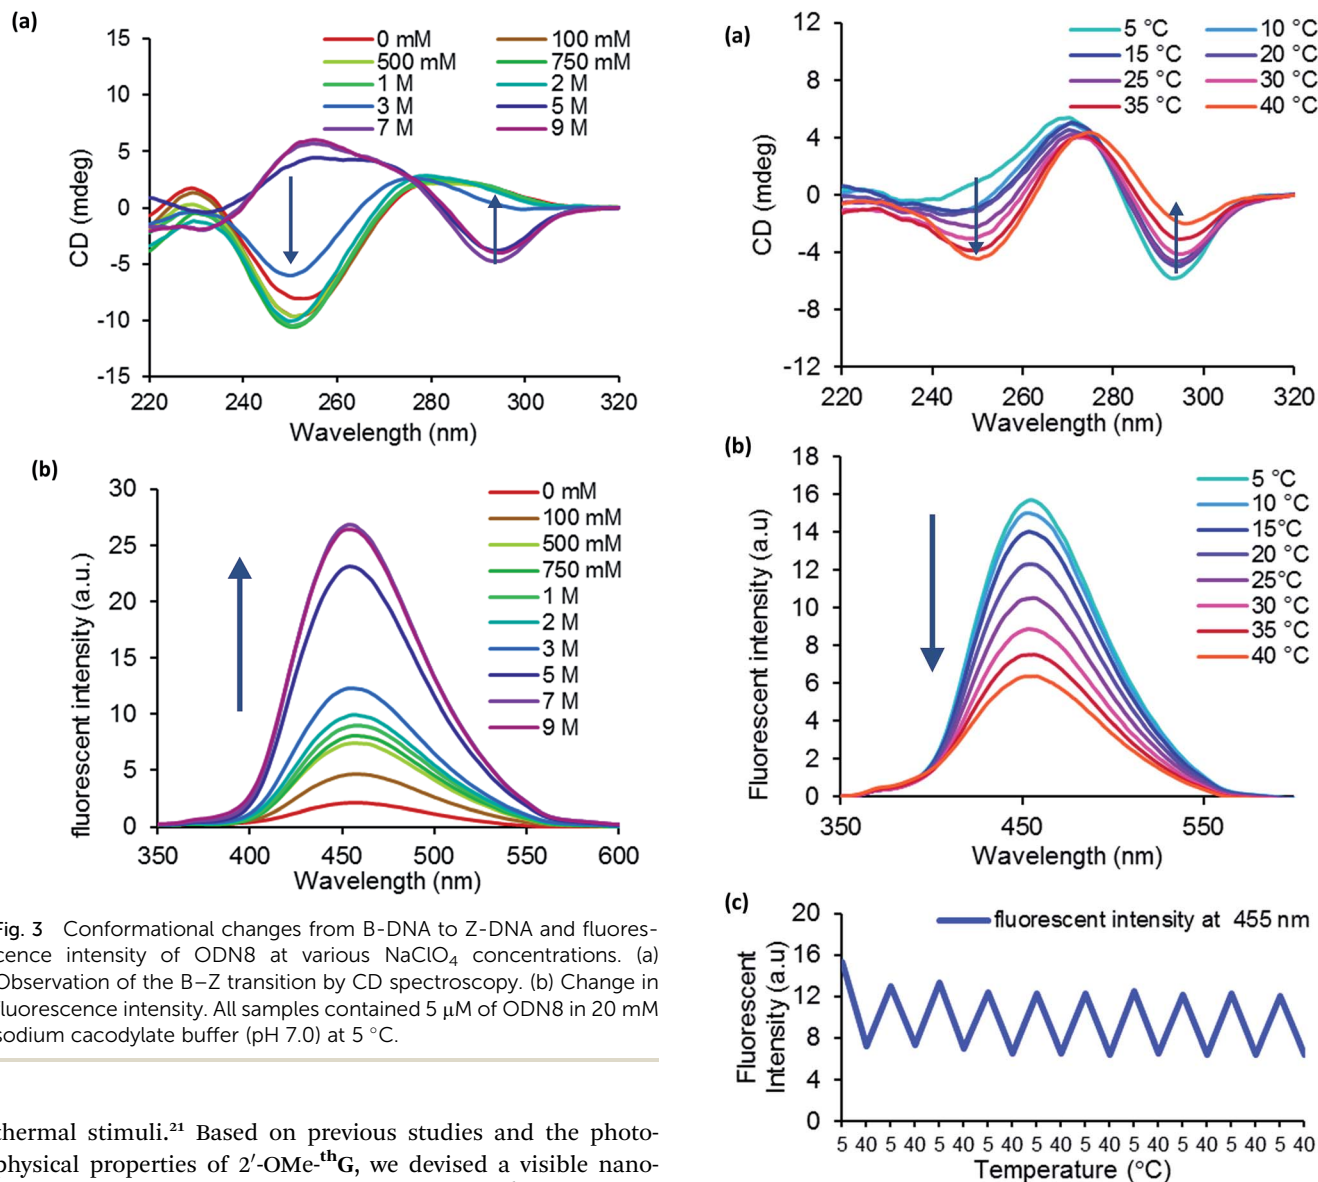 (a)
15
10
5
0
-5
-10
-15
CD (mdeg)
0 mM
100 mM
500 mM
750 mM
1 M
2 M
3 M
5 M
7 M
9 M
220 240 260 280 300 320
Wavelength (nm)
(b)
30
25
20
15
10
5
0
fluorescent intensity (a.u.)
0 mM
100 mM
500 mM
750 mM
1 M
2 M
3 M
5 M
7 M
9 M
350 400 450 500 550 600
Wavelength (nm)
Fig. 3 Conformational changes from B-DNA to Z-DNA and fluores-
cence intensity of ODN8 at various NaClO₄ concentrations. (a)
Observation of the B–Z transition by CD spectroscopy. (b) Change in
fluorescence intensity. All samples contained 5 μM of ODN8 in 20 mM
sodium cacodylate buffer (pH 7.0) at 5 °C.
thermal stimuli.²¹ Based on previous studies and the photo-
physical properties of 2′-OMe-ᵗʰG, we devised a visible nano-
(a)
12
8
4
0
-4
-8
-12
CD (mdeg)
5 °C
10 °C
15 °C
20 °C
25 °C
30 °C
35 °C
40 °C
220 240 260 280 300 320
Wavelength (nm)
(b)
18
16
14
12
10
8
6
4
2
0
Fluorescent intensity (a.u)
5 °C
10 °C
15°C
20 °C
25°C
30 °C
35 °C
40 °C
350 450 550
Wavelength (nm)
(c)
20
16
12
8
4
0
Fluorescent
Intensity (a.u)
fluorescent intensity at 455 nm
5 40 5 40 5 40 5 40 5 40 5 40 5 40 5 40 5 40 5 40
Temperature (°C)